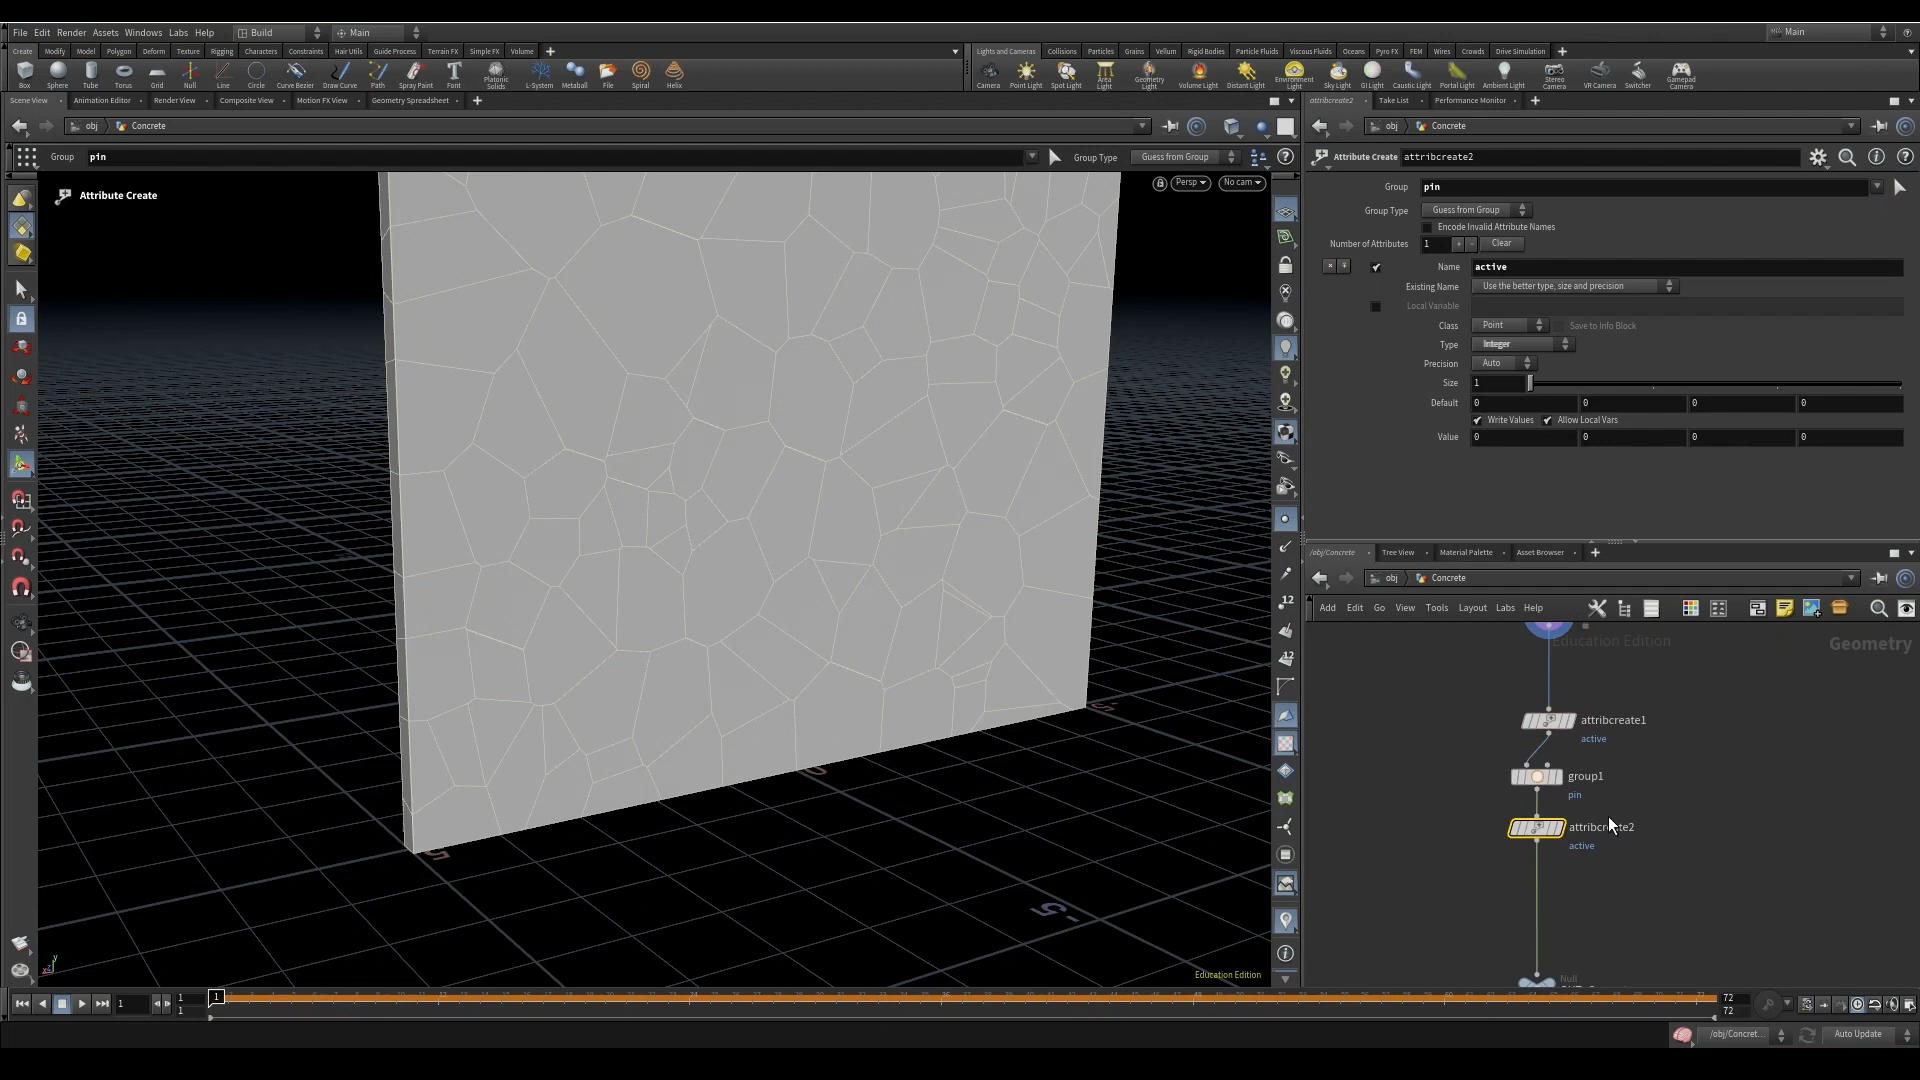 File Edit Render Assets Windows Labs Help Build Main Main
Create Modify Model Polygon Deform Texture Rigging Characters Constraints Hair Utils Guide Process Terrain FX Simple FX Volume
Lights and Cameras Collisions Particles Grains Vellum Rigid Bodies Particle Fluids Viscous Fluids Oceans Pyro FX FEM Wires Crowds Drive Simulation
Box Sphere Tube Torus Grid Null Line Circle Curve Bezier Draw Curve Path Spray Paint Font Platonic Solids L-System Metaball File Spiral Helix
Camera Point Light Spot Light Area Light Geometry Light Volume Light Distant Light Environment Light Sky Light GI Light Caustic Light Portal Light Ambient Light Stereo Camera VR Camera Switcher Gamepad Camera
Scene View Animation Editor Render View Composite View Motion FX View Geometry Spreadsheet
attribcreate2 Take List Performance Monitor
obj Concrete
obj Concrete
Group pin Group Type Guess from Group
Attribute Create attribcreate2
Attribute Create
Persp No cam
Group pin
Group Type Guess from Group
Encode Invalid Attribute Names
Number of Attributes 1 Clear
Name active
Existing Name Use the better type, size and precision
Local Variable
Class Point Save to Info Block
Type Integer
Precision Auto
Size 1
Default 0 0 0 0
Write Values Allow Local Vars
Value 0 0 0 0
/obj/Concrete Tree View Material Palette Asset Browser
obj Concrete
Add Edit Go View Tools Layout Labs Help
Education Edition Geometry
attribcreate1
active
group1
pin
active
Null
12
12
5
0
-5
-5
Education Edition
1 1 1 1 72
72
/obj/Concret... Auto Update